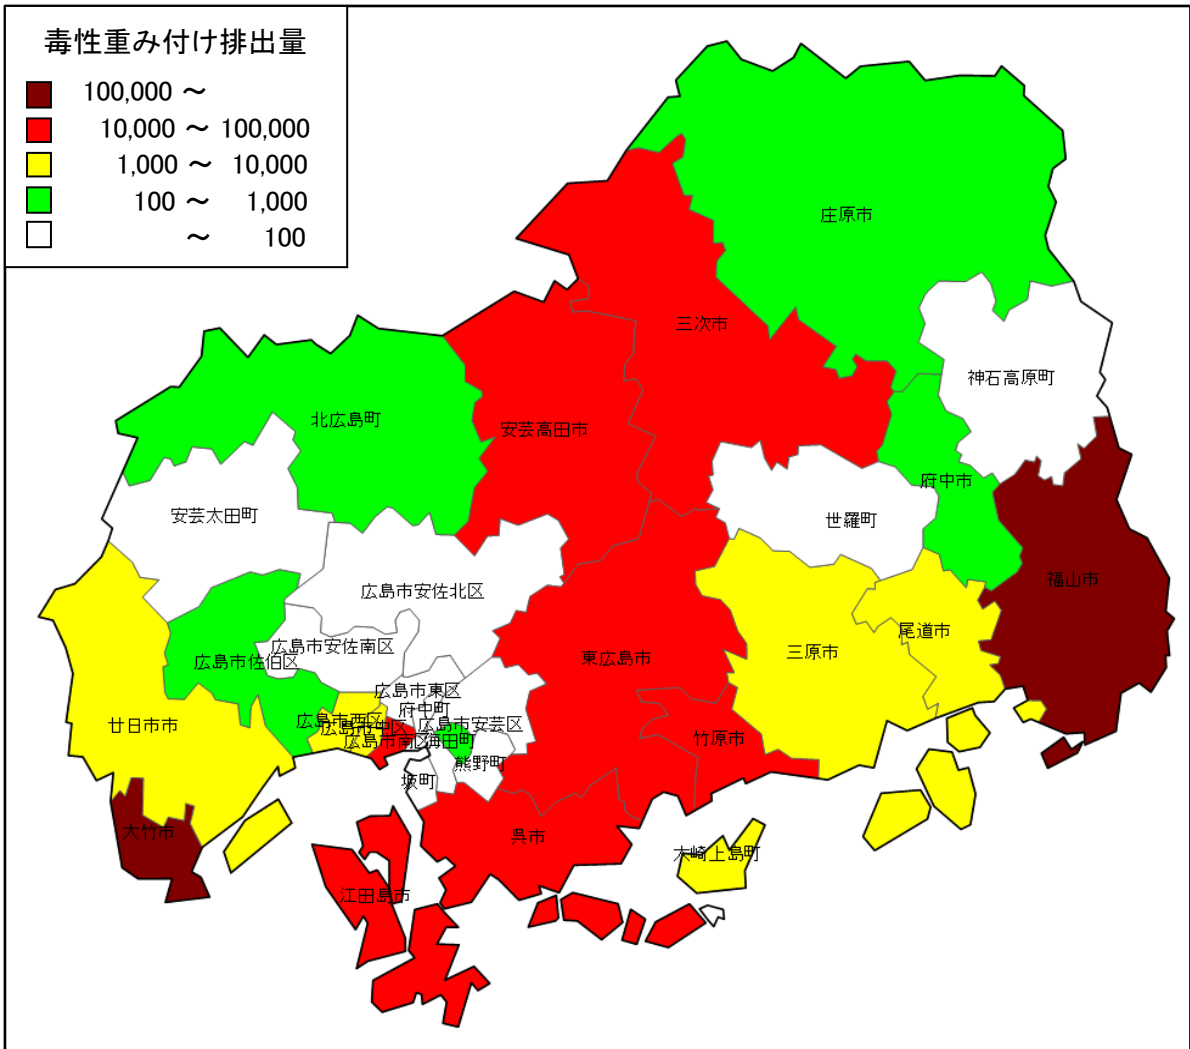 毒性重み付け排出量
100,000 ～
10,000 ～ 100,000
1,000 ～ 10,000
100 ～ 1,000
～ 100
庄原市
三次市
神石高原町
北広島町
安芸高田市
府中市
安芸太田町
世羅町
福山市
広島市安佐北区
尾道市
広島市安佐南区
三原市
東広島市
広島市佐伯区
広島市東区
府中町
広島市西区
広島市安芸区
廿日市市
広島市中区
広島市南区
海田町
竹原市
熊野町
坂町
大竹市
呉市
大崎上島町
江田島市